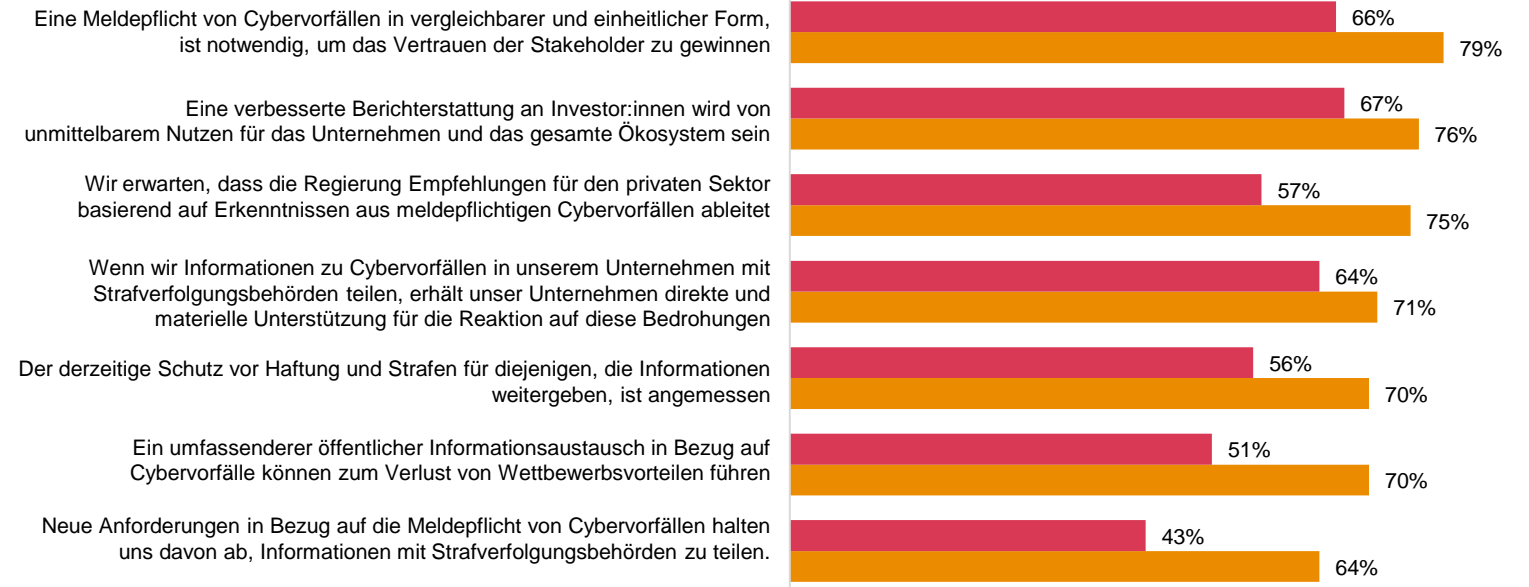 Eine Meldepflicht von Cybervorfällen in vergleichbarer und einheitlicher Form,
ist notwendig, um das Vertrauen der Stakeholder zu gewinnen
66%
79%
Eine verbesserte Berichterstattung an Investor:innen wird von
unmittelbarem Nutzen für das Unternehmen und das gesamte Ökosystem sein
67%
76%
Wir erwarten, dass die Regierung Empfehlungen für den privaten Sektor
basierend auf Erkenntnissen aus meldepflichtigen Cybervorfällen ableitet
57%
75%
Wenn wir Informationen zu Cybervorfällen in unserem Unternehmen mit
Strafverfolgungsbehörden teilen, erhält unser Unternehmen direkte und
materielle Unterstützung für die Reaktion auf diese Bedrohungen
64%
71%
Der derzeitige Schutz vor Haftung und Strafen für diejenigen, die Informationen
weitergeben, ist angemessen
56%
70%
Ein umfassenderer öffentlicher Informationsaustausch in Bezug auf
Cybervorfälle können zum Verlust von Wettbewerbsvorteilen führen
51%
70%
Neue Anforderungen in Bezug auf die Meldepflicht von Cybervorfällen halten
uns davon ab, Informationen mit Strafverfolgungsbehörden zu teilen.
43%
64%